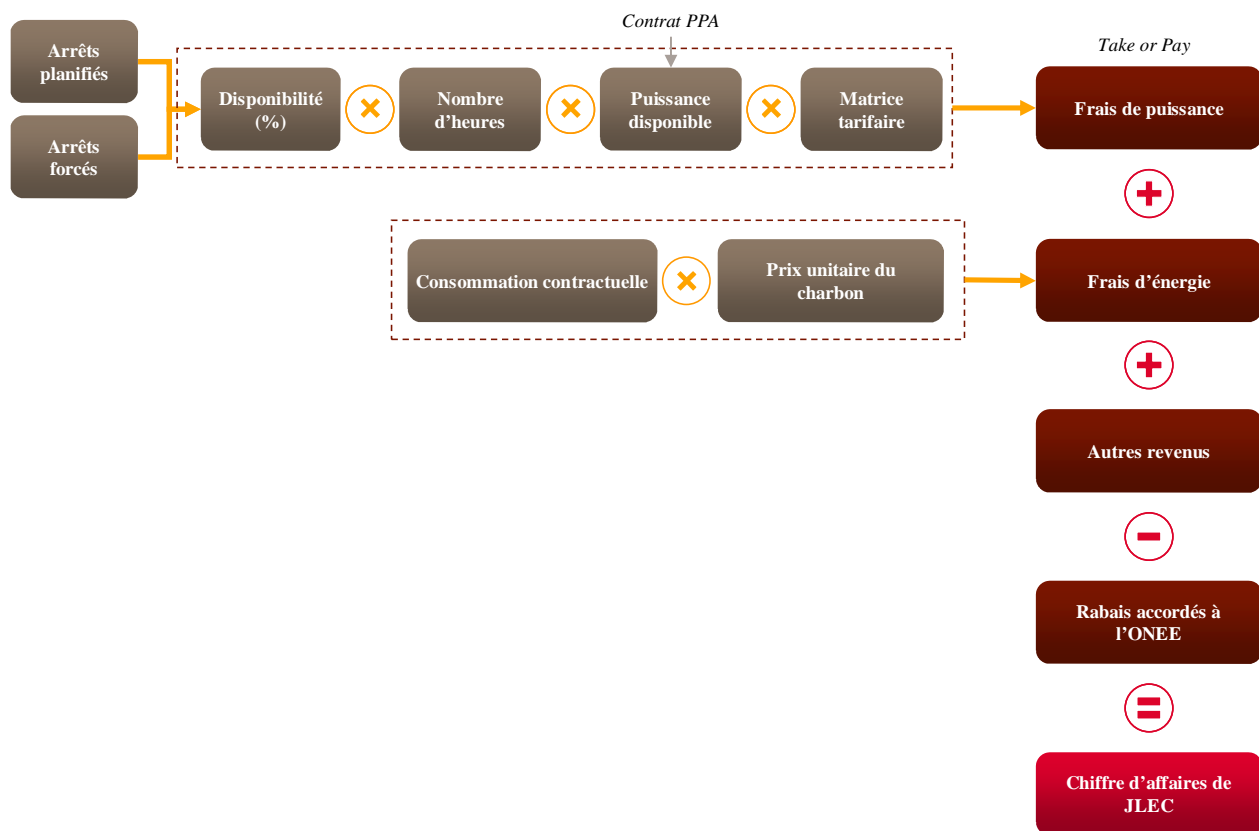 Contrat PPA
Take or Pay
Arrêts
planifiés
Arrêts
forcés
Disponibilité
(%)
Nombre
d’heures
Puissance
disponible
Matrice
tarifaire
Frais de puissance
Consommation contractuelle
Prix unitaire du
charbon
Frais d’énergie
Autres revenus
Rabais accordés à
l’ONEE
Chiffre d’affaires de
JLEC